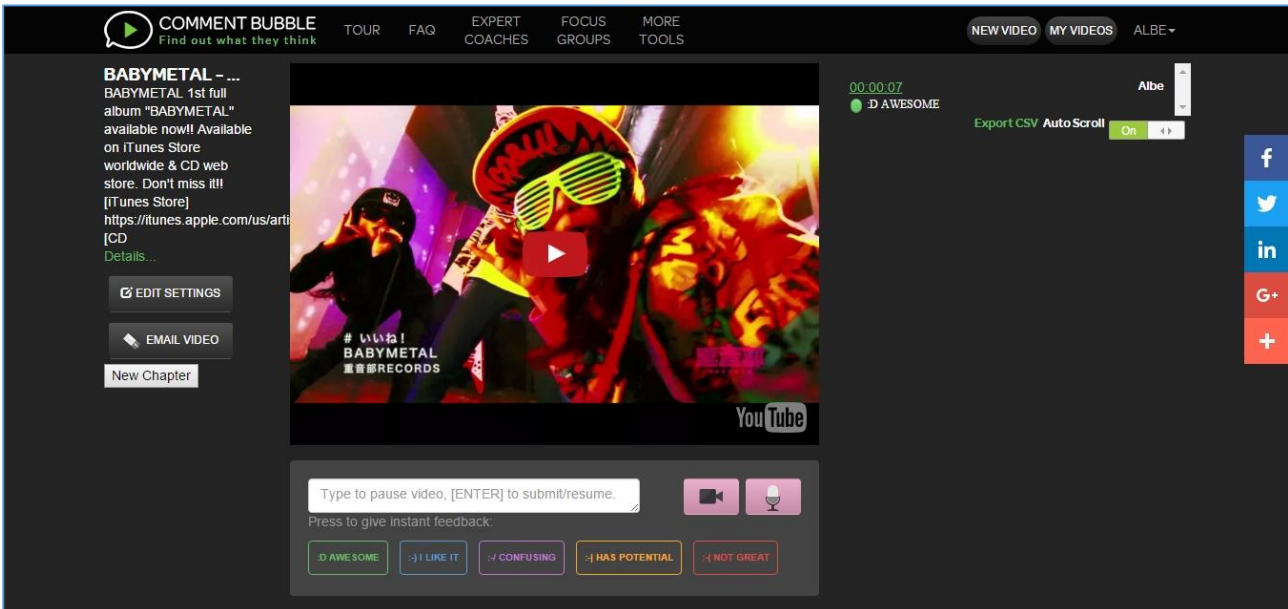 COMMENT BUBBLE
Find out what they think
TOUR
FAQ
EXPERT
COACHES
FOCUS
GROUPS
MORE
TOOLS
NEW VIDEO
MY VIDEOS
ALBE
BABYMETAL – ...
BABYMETAL 1st full
album "BABYMETAL"
available now!! Available
on iTunes Store
worldwide & CD web
store. Don't miss it!!
[iTunes Store]
https://itunes.apple.com/us/arti
[CD
Details...
EDIT SETTINGS
EMAIL VIDEO
New Chapter
# いいね!
BABYMETAL
重音部RECORDS
YouTube
Type to pause video, [ENTER] to submit/resume.
Press to give instant feedback:
:D AWESOME
:-) I LIKE IT
:-/ CONFUSING
:-| HAS POTENTIAL
:-( NOT GREAT
00:00:07
Albe
:D AWESOME
Export CSV Auto Scroll
On
f
in
G+